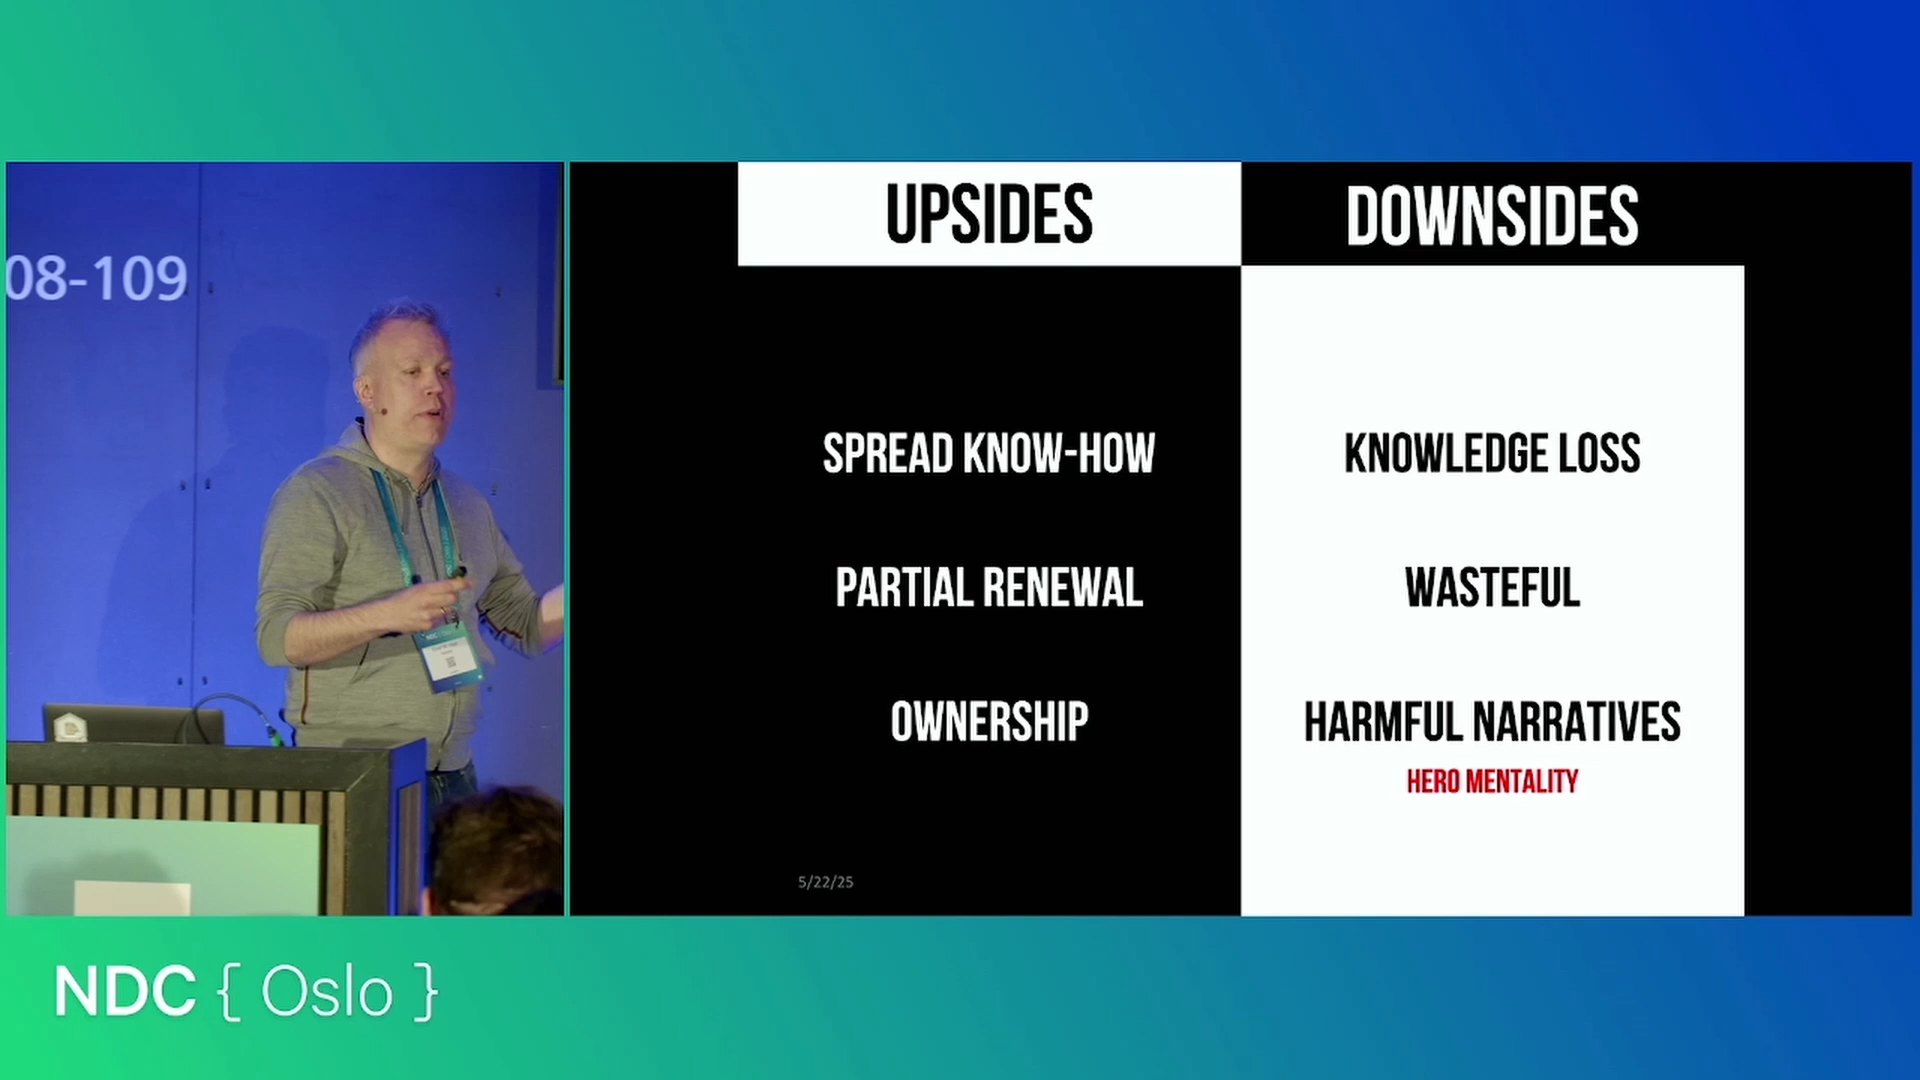 08-109
UPSIDES
DOWNSIDES
SPREAD KNOW-HOW
KNOWLEDGE LOSS
PARTIAL RENEWAL
WASTEFUL
OWNERSHIP
HARMFUL NARRATIVES
HERO MENTALITY
5/22/25
NDC { Oslo }